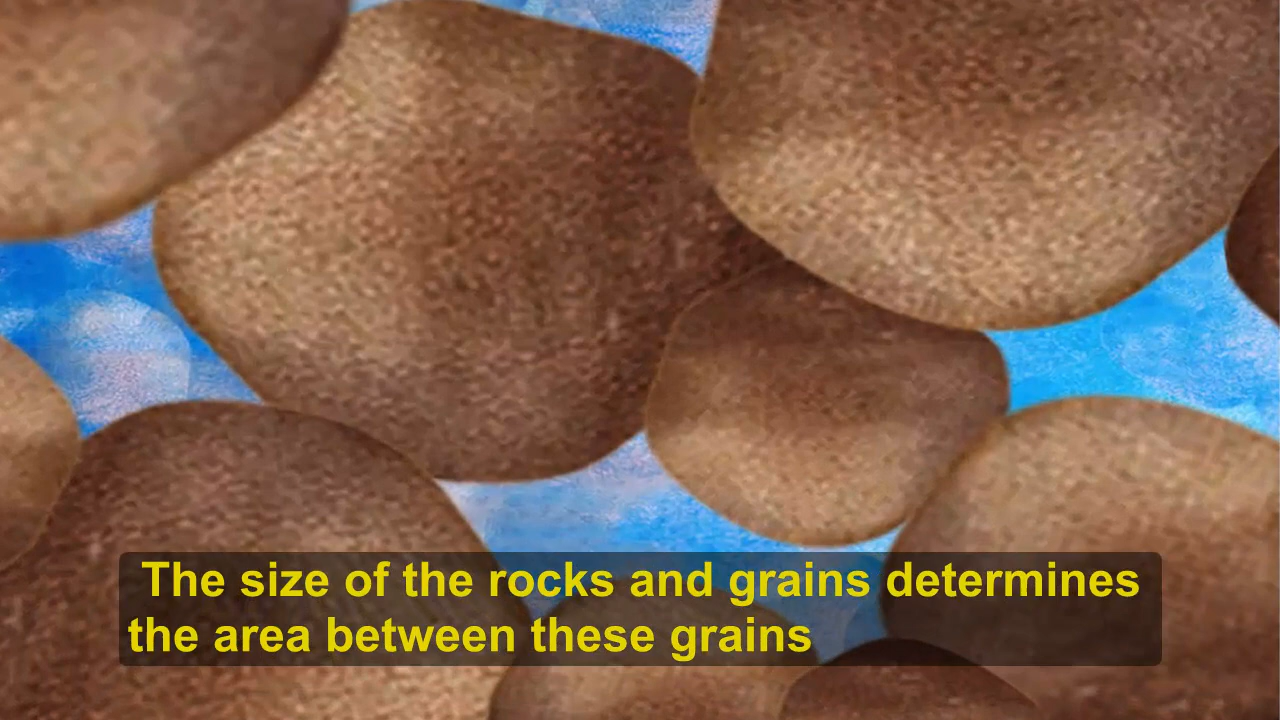 The size of the rocks and grains determines
the area between these grains